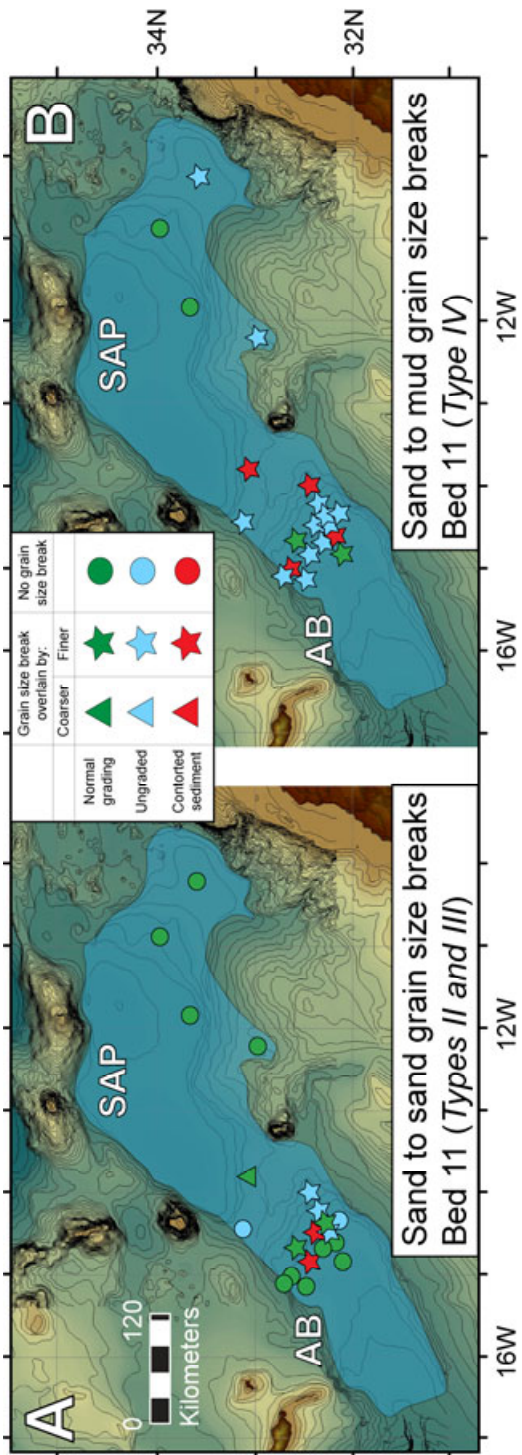 A
0 120
Kilometers
SAP
AB
Sand to sand grain size breaks
Bed 11 (Types II and III)
16W
12W
Grain size break
overlain by:
No grain
size break
Coarser
Finer
Normal
grading
Ungraded
Contorted
sediment
B
SAP
AB
Sand to mud grain size breaks
Bed 11 (Type IV)
16W
12W
34N
32N